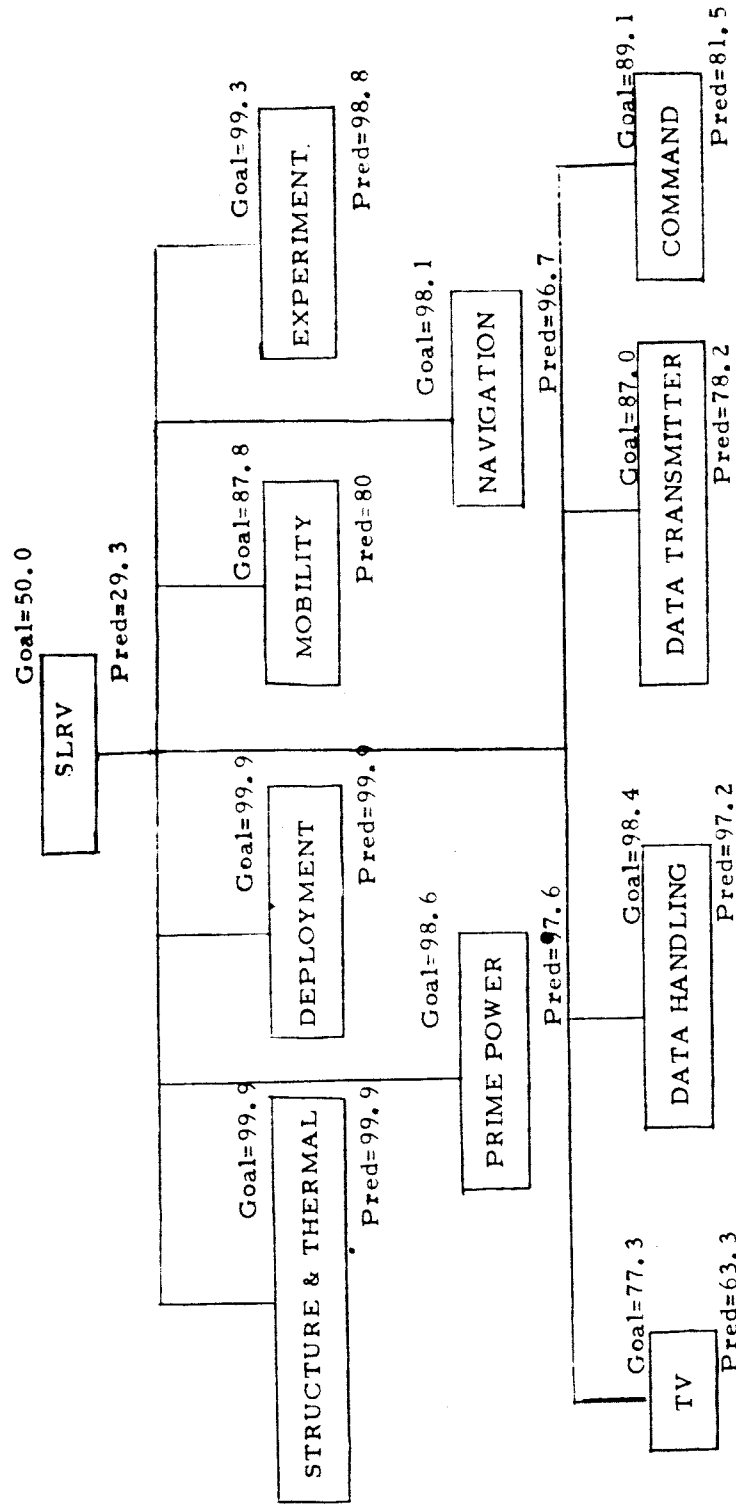 Goal=50.0
SLRV
Pred=29.3
Goal=99.9
STRUCTURE & THERMAL
Pred=99.9
Goal=99.9
DEPLOYMENT
Pred=99.
Goal=87.8
MOBILITY
Pred=80
Goal=99.3
EXPERIMENT
Pred=98.8
Goal=98.6
PRIME POWER
Pred=97.6
Goal=98.1
NAVIGATION
Pred=96.7
Goal=77.3
TV
Pred=63.3
Goal=98.4
DATA HANDLING
Pred=97.2
Goal=87.0
DATA TRANSMITTER
Pred=78.2
Goal=89.1
COMMAND
Pred=81.5